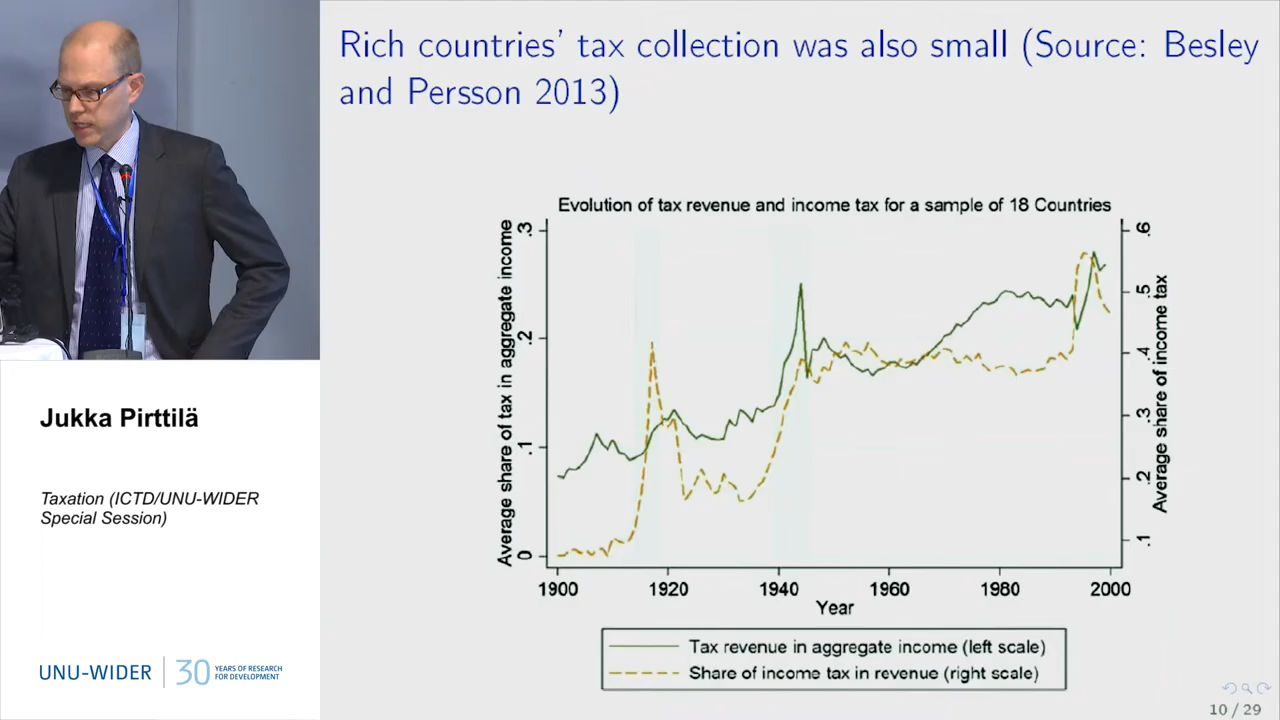 Rich countries' tax collection was also small (Source: Besley
and Persson 2013)
Evolution of tax revenue and income tax for a sample of 18 Countries
Average share of tax in aggregate income
0
.1
.2
.3
Average share of income tax
.1
.2
.3
.4
.5
.6
1900
1920
1940
1960
1980
2000
Year
Tax revenue in aggregate income (left scale)
Share of income tax in revenue (right scale)
10 / 29
Jukka Pirttilä
Taxation (ICTD/UNU-WIDER
Special Session)
UNU-WIDER
30
YEARS OF RESEARCH
FOR DEVELOPMENT